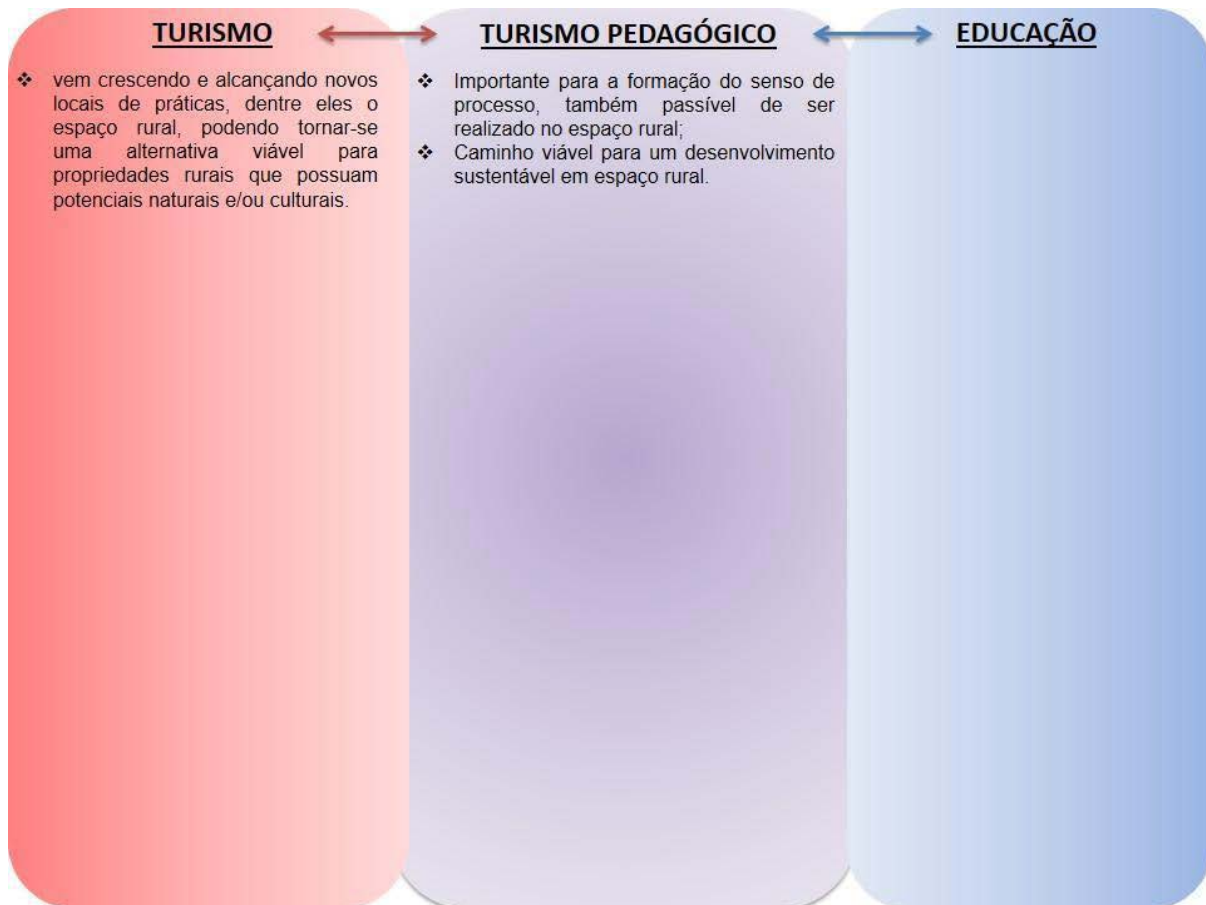 TURISMO
TURISMO PEDAGÓGICO
EDUCAÇÃO
❖ vem crescendo e alcançando novos
locais de práticas, dentre eles o
espaço rural, podendo tornar-se
uma alternativa viável para
propriedades rurais que possuam
potenciais naturais e/ou culturais.
❖ Importante para a formação do senso de
processo, também passível de ser
realizado no espaço rural;
❖ Caminho viável para um desenvolvimento
sustentável em espaço rural.